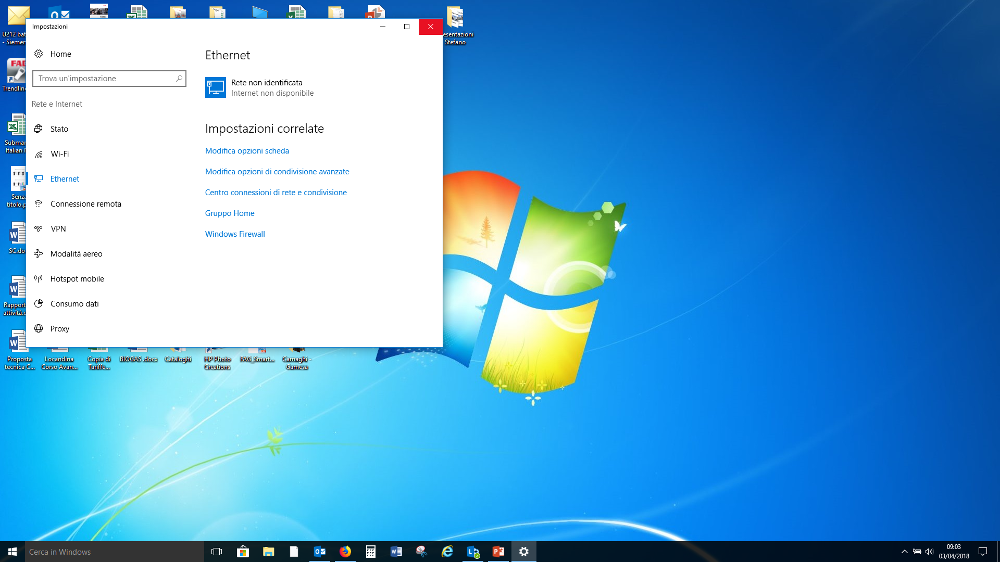 Impostazioni
Home
Trova un'impostazione
Rete e Internet
Stato
Wi-Fi
Ethernet
Connessione remota
VPN
Modalità aereo
Hotspot mobile
Consumo dati
Proxy
Ethernet
Rete non identificata
Internet non disponibile
Impostazioni correlate
Modifica opzioni scheda
Modifica opzioni di condivisione avanzate
Centro connessioni di rete e condivisione
Gruppo Home
Windows Firewall
U212 bat
- Siemen
esentazioni
Stefano
FAG
Trendlin
Submar
Italian
Senza
titolo.p
SC.do
Rapport
attività.d
Proposta
tecnica C...
Locandina
Corso Avan...
Copia di
Tariffe...
BIOGAS .docx
Cataloghi
HP Photo
Creations
FAG_Smart...
Carnaghi -
Gamesa
Cerca in Windows
09:03
03/04/2018